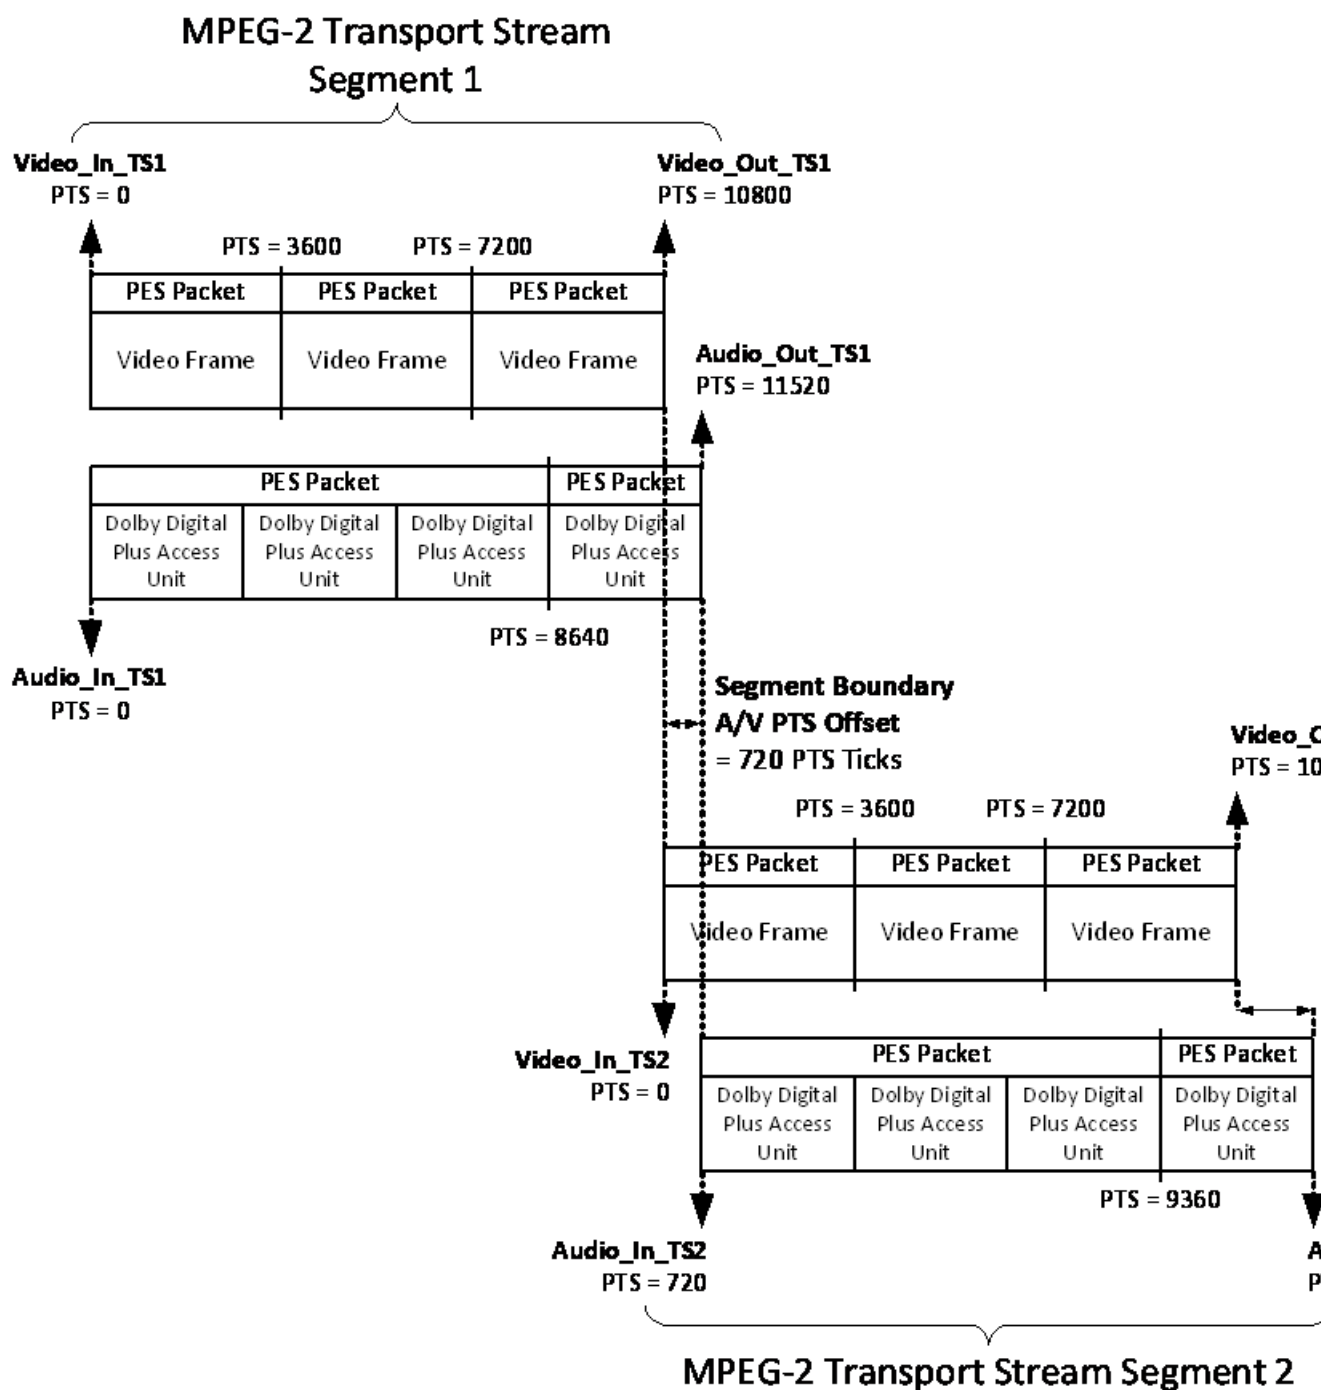 MPEG-2 Transport Stream
Segment 1
Video_In_TS1
PTS = 0
Video_Out_TS1
PTS = 10800
PTS = 3600
PTS = 7200
PES Packet
PES Packet
PES Packet
Video Frame
Video Frame
Video Frame
Audio_Out_TS1
PTS = 11520
PES Packet
PES Packet
Dolby Digital
Plus Access
Unit
Dolby Digital
Plus Access
Unit
Dolby Digital
Plus Access
Unit
Dolby Digital
Plus Access
Unit
PTS = 8640
Audio_In_TS1
PTS = 0
Segment Boundary
A/V PTS Offset
= 720 PTS Ticks
Video_
PTS = 10
PTS = 3600
PTS = 7200
PES Packet
PES Packet
PES Packet
Video Frame
Video Frame
Video Frame
Video_In_TS2
PTS = 0
PES Packet
PES Packet
Dolby Digital
Plus Access
Unit
Dolby Digital
Plus Access
Unit
Dolby Digital
Plus Access
Unit
Dolby Digital
Plus Access
Unit
PTS = 9360
Audio_In_TS2
PTS = 720
A
P
MPEG-2 Transport Stream Segment 2